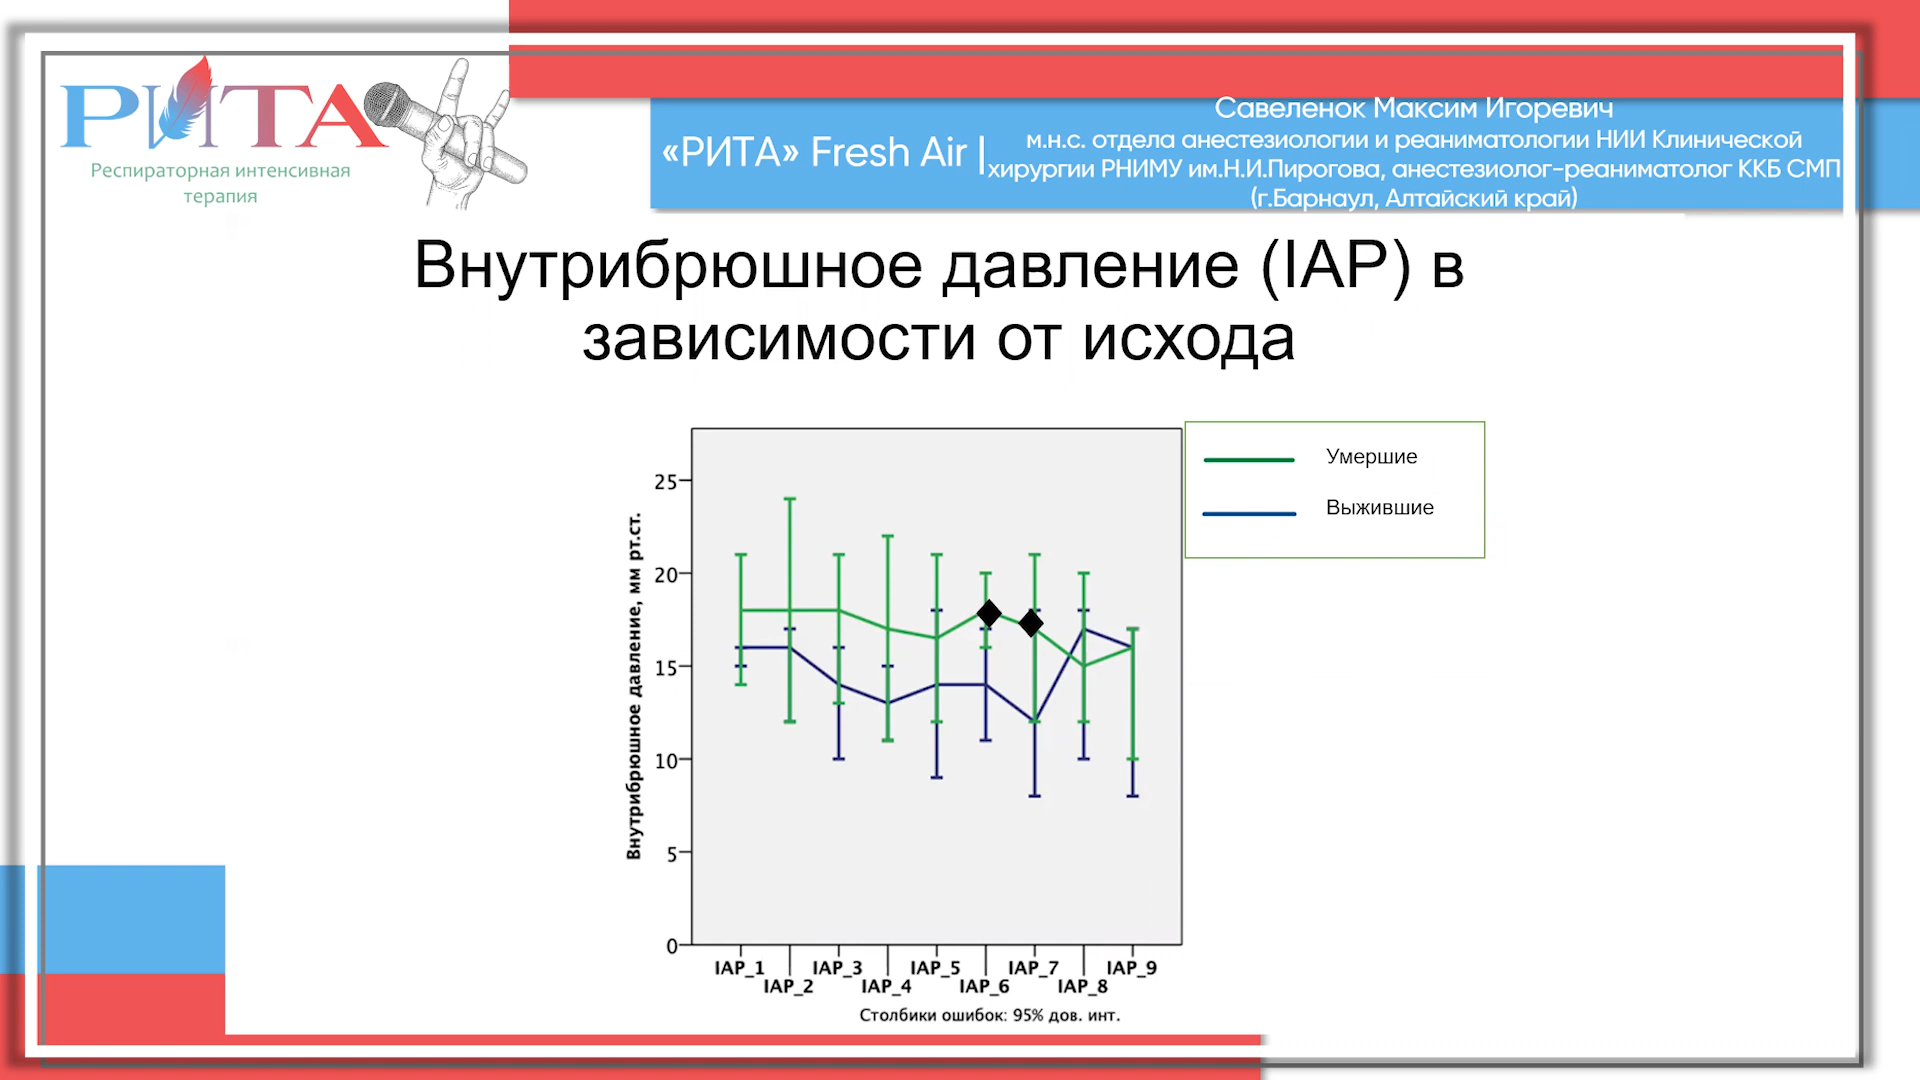 РИТА
Респираторная интенсивная
терапия
«РИТА» Fresh Air |
Савеленок Максим Игоревич
м.н.с. отдела анестезиологии и реаниматологии НИИ Клинической
хирургии РНИМУ им.Н.И.Пирогова, анестезиолог-реаниматолог ККБ СМП
(г.Барнаул, Алтайский край)
Внутрибрюшное давление (IAP) в
зависимости от исхода
Умершие
Выжившие
Внутрибрюшное давление, мм рт.ст.
25
20
15
10
5
0
IAP_1
IAP_2
IAP_3
IAP_4
IAP_5
IAP_6
IAP_7
IAP_8
IAP_9
Столбики ошибок: 95% дов. инт.